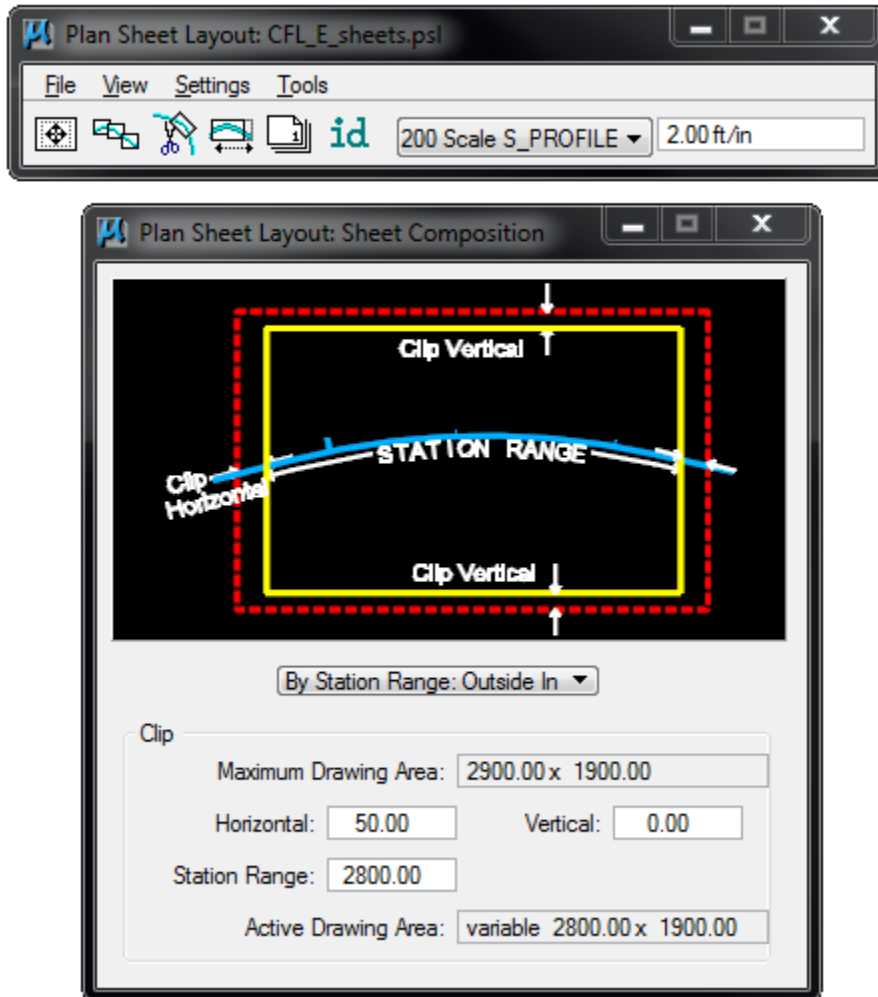 Plan Sheet Layout: CFL_E_sheets.psl
File View Settings Tools
1 id 200 Scale S_PROFILE 2.00 ft/in
Plan Sheet Layout: Sheet Composition
Clip Vertical
STATION RANGE
Clip
Horizontal
Clip Vertical
By Station Range: Outside In
Clip
Maximum Drawing Area: 2900.00 x 1900.00
Horizontal: 50.00 Vertical: 0.00
Station Range: 2800.00
Active Drawing Area: variable 2800.00 x 1900.00